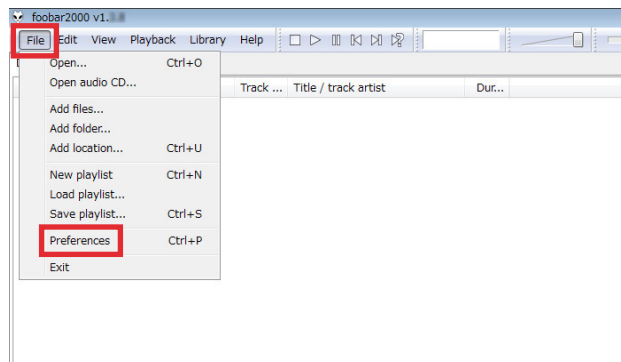 foobar2000 v1.
File Edit View Playback Library Help
Open... Ctrl+O
Open audio CD...
Track ... Title / track artist Dur...
Add files...
Add folder...
Add location... Ctrl+U
New playlist Ctrl+N
Load playlist...
Save playlist... Ctrl+S
Preferences Ctrl+P
Exit